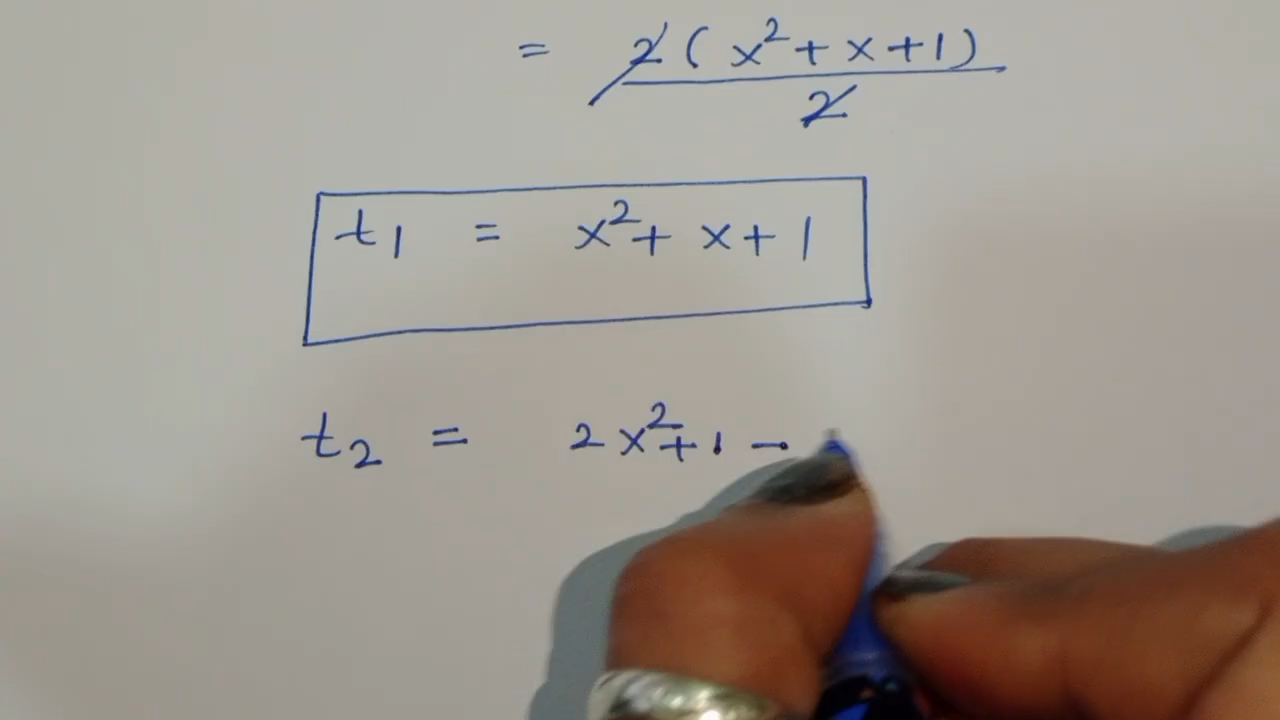 = 2(x²+x+1)
2
t₁ = x²+x+1
t₂ = 2x²+1 -